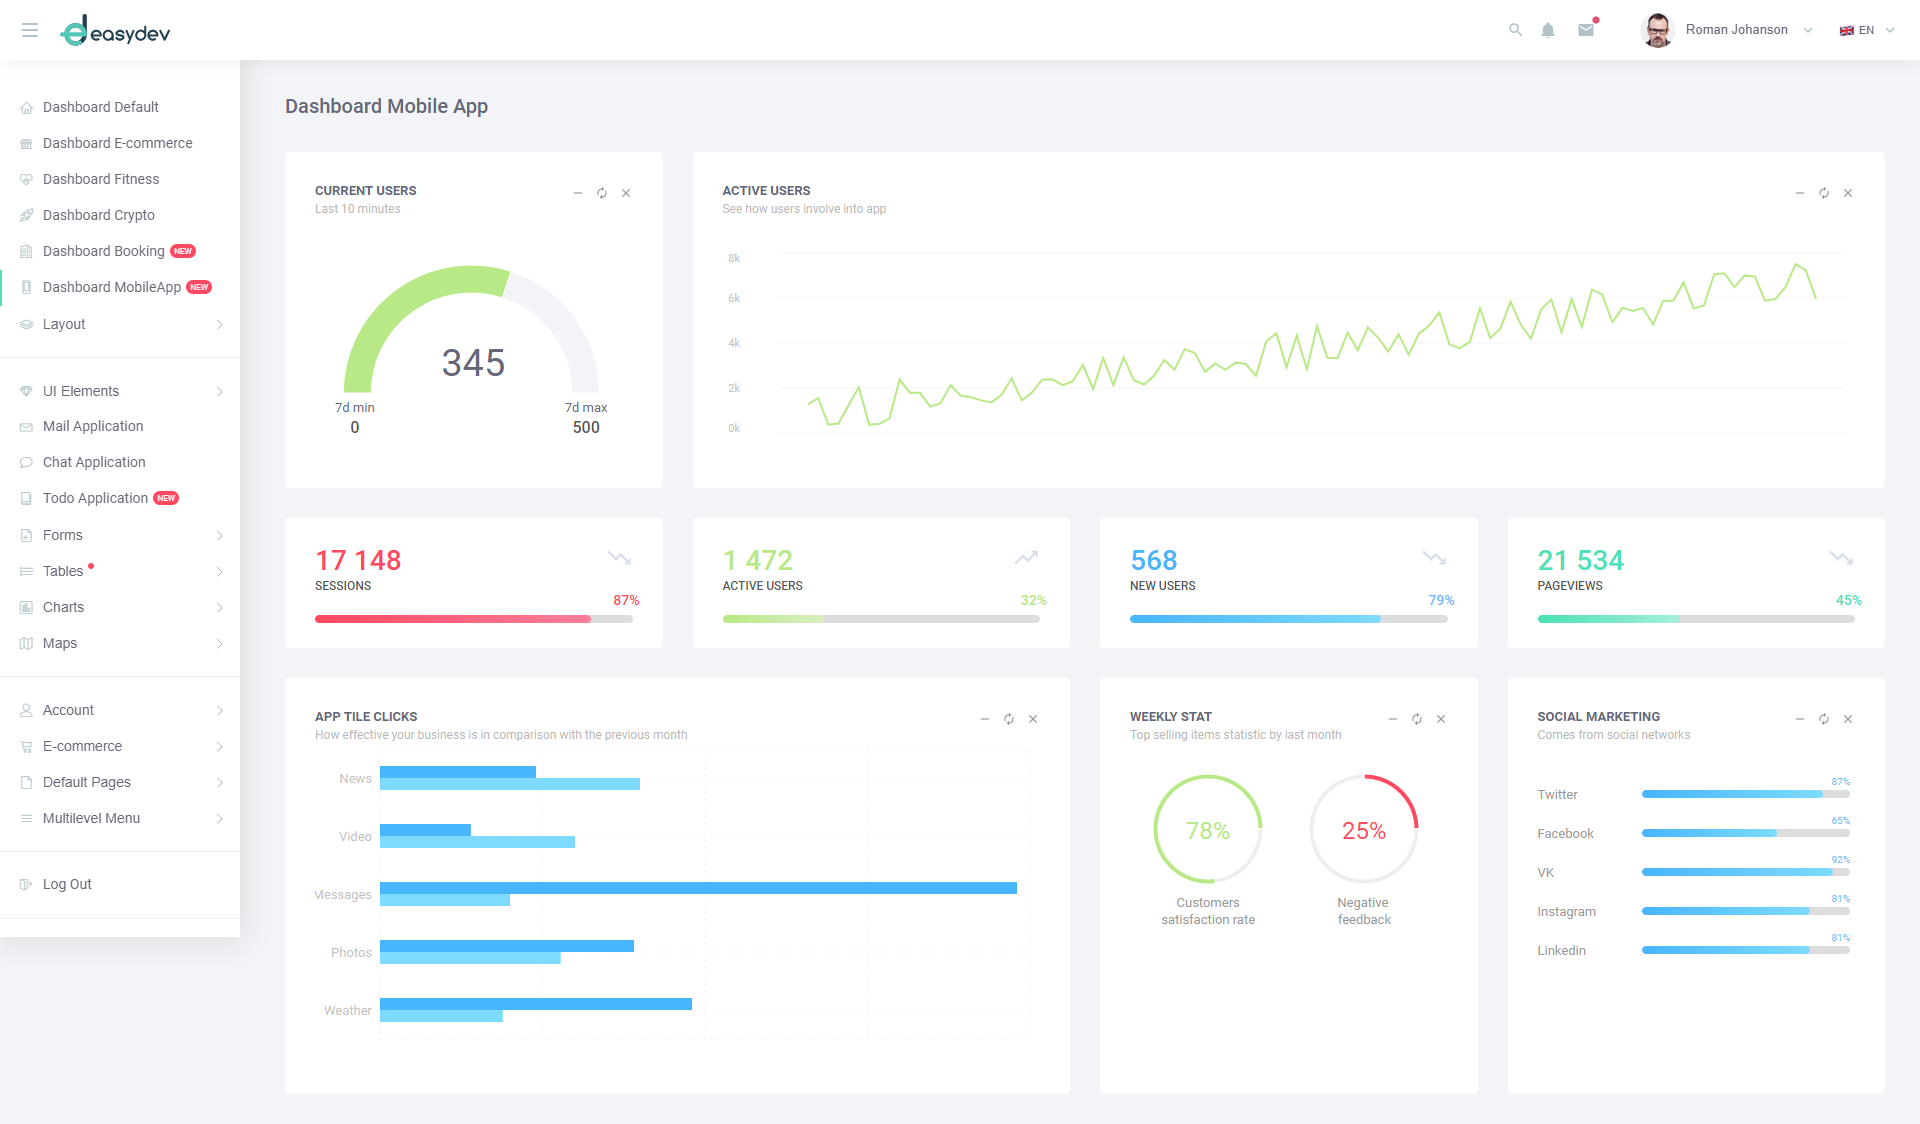 easydev
Roman Johanson
EN
Dashboard Default
Dashboard E-commerce
Dashboard Fitness
Dashboard Crypto
Dashboard Booking NEW
Dashboard MobileApp NEW
Layout
UI Elements
Mail Application
Chat Application
Todo Application NEW
Forms
Tables
Charts
Maps
Account
E-commerce
Default Pages
Multilevel Menu
Log Out
Dashboard Mobile App
CURRENT USERS
Last 10 minutes
345
7d min
0
7d max
500
ACTIVE USERS
See how users involve into app
8k
6k
4k
2k
0k
17 148
SESSIONS
87%
1 472
ACTIVE USERS
32%
568
NEW USERS
79%
21 534
PAGEVIEWS
45%
APP TILE CLICKS
How effective your business is in comparison with the previous month
News
Video
Messages
Photos
Weather
WEEKLY STAT
Top selling items statistic by last month
78%
Customers
satisfaction rate
25%
Negative
feedback
SOCIAL MARKETING
Comes from social networks
Twitter
87%
Facebook
65%
VK
92%
Instagram
81%
Linkedin
81%